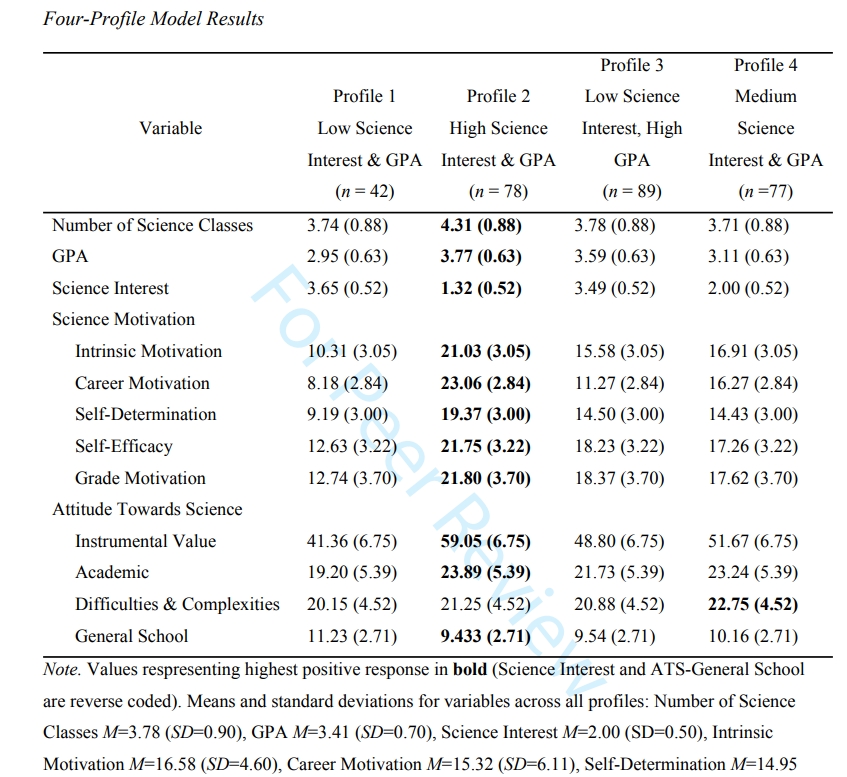 Four-Profile Model Results
Profile 3 Profile 4
Profile 1 Profile 2 Low Science Medium
Variable Low Science High Science Interest, High Science
Interest & GPA Interest & GPA GPA Interest & GPA
(n = 42) (n = 78) (n = 89) (n =77)
Number of Science Classes 3.74 (0.88) 4.31 (0.88) 3.78 (0.88) 3.71 (0.88)
GPA 2.95 (0.63) 3.77 (0.63) 3.59 (0.63) 3.11 (0.63)
Science Interest 3.65 (0.52) 1.32 (0.52) 3.49 (0.52) 2.00 (0.52)
Science Motivation
Intrinsic Motivation 10.31 (3.05) 21.03 (3.05) 15.58 (3.05) 16.91 (3.05)
Career Motivation 8.18 (2.84) 23.06 (2.84) 11.27 (2.84) 16.27 (2.84)
Self-Determination 9.19 (3.00) 19.37 (3.00) 14.50 (3.00) 14.43 (3.00)
Self-Efficacy 12.63 (3.22) 21.75 (3.22) 18.23 (3.22) 17.26 (3.22)
Grade Motivation 12.74 (3.70) 21.80 (3.70) 18.37 (3.70) 17.62 (3.70)
Attitude Towards Science
Instrumental Value 41.36 (6.75) 59.05 (6.75) 48.80 (6.75) 51.67 (6.75)
Academic 19.20 (5.39) 23.89 (5.39) 21.73 (5.39) 23.24 (5.39)
Difficulties & Complexities 20.15 (4.52) 21.25 (4.52) 20.88 (4.52) 22.75 (4.52)
General School 11.23 (2.71) 9.433 (2.71) 9.54 (2.71) 10.16 (2.71)
Note. Values respresenting highest positive response in bold (Science Interest and ATS-General School
are reverse coded). Means and standard deviations for variables across all profiles: Number of Science
Classes M=3.78 (SD=0.90), GPA M=3.41 (SD=0.70), Science Interest M=2.00 (SD=0.50), Intrinsic
Motivation M=16.58 (SD=4.60), Career Motivation M=15.32 (SD=6.11), Self-Determination M=14.95
For Peer Review